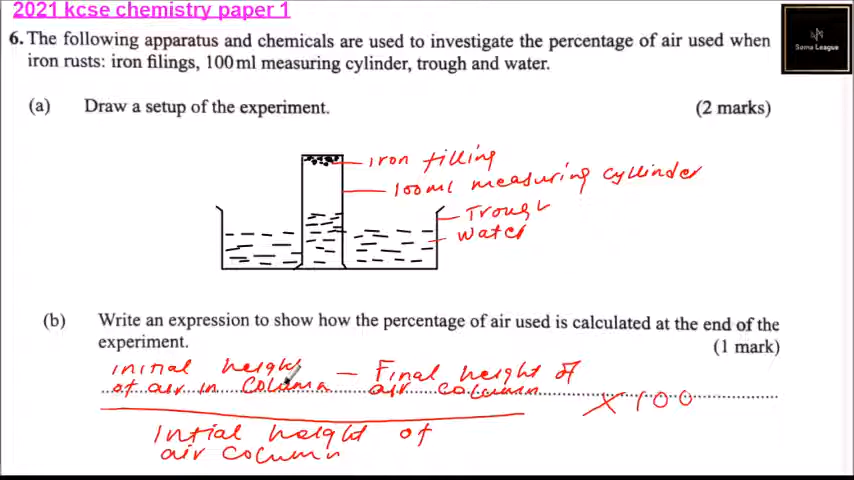 2021 kcse chemistry paper 1
Soma League
6. The following apparatus and chemicals are used to investigate the percentage of air used when
iron rusts: iron filings, 100ml measuring cylinder, trough and water.
(a) Draw a setup of the experiment. (2 marks)
iron filling
100ml measuring cyllinder
Trough
water
(b) Write an expression to show how the percentage of air used is calculated at the end of the
experiment. (1 mark)
initial height — Final height of
of air in Column air column
X 100
Intial height of
air column